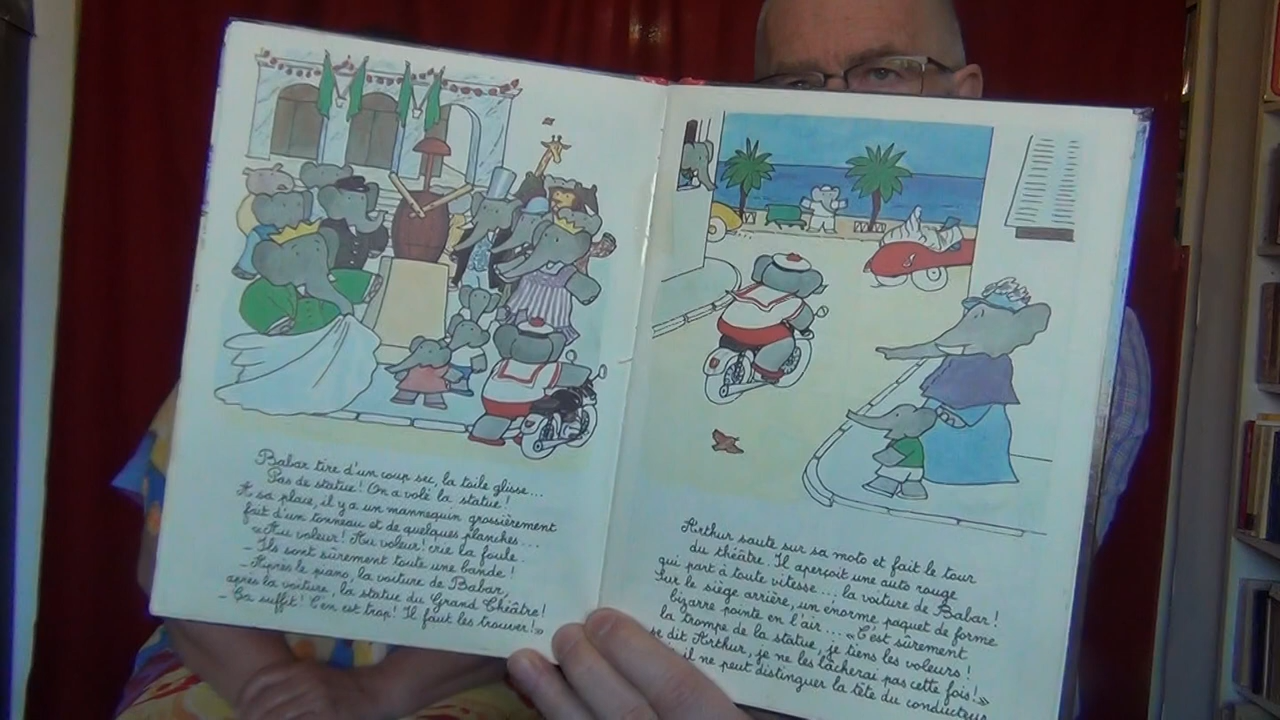 Babar tire d'un coup sec, la toile glisse...
Pas de statue! On a volé la statue!
A sa place, il y a un mannequin grossièrement
fait d'un tonneau et de quelques planches...
«Au voleur! Au voleur! crie la foule.
- Ils sont sûrement toute une bande!
- Après le piano, la voiture de Babar,
après la voiture, la statue du Grand Théâtre!
- Ça suffit! C'en est trop! Il faut les trouver!»
Arthur saute sur sa moto et fait le tour
du théâtre. Il aperçoit une auto rouge
qui part à toute vitesse... la voiture de Babar!
Sur le siège arrière, un énorme paquet de forme
bizarre pointe en l'air... «C'est sûrement
la trompe de la statue, je tiens les voleurs!
se dit Arthur, je ne les lâcherai pas cette fois!»
il ne peut distinguer la tête du conducteur